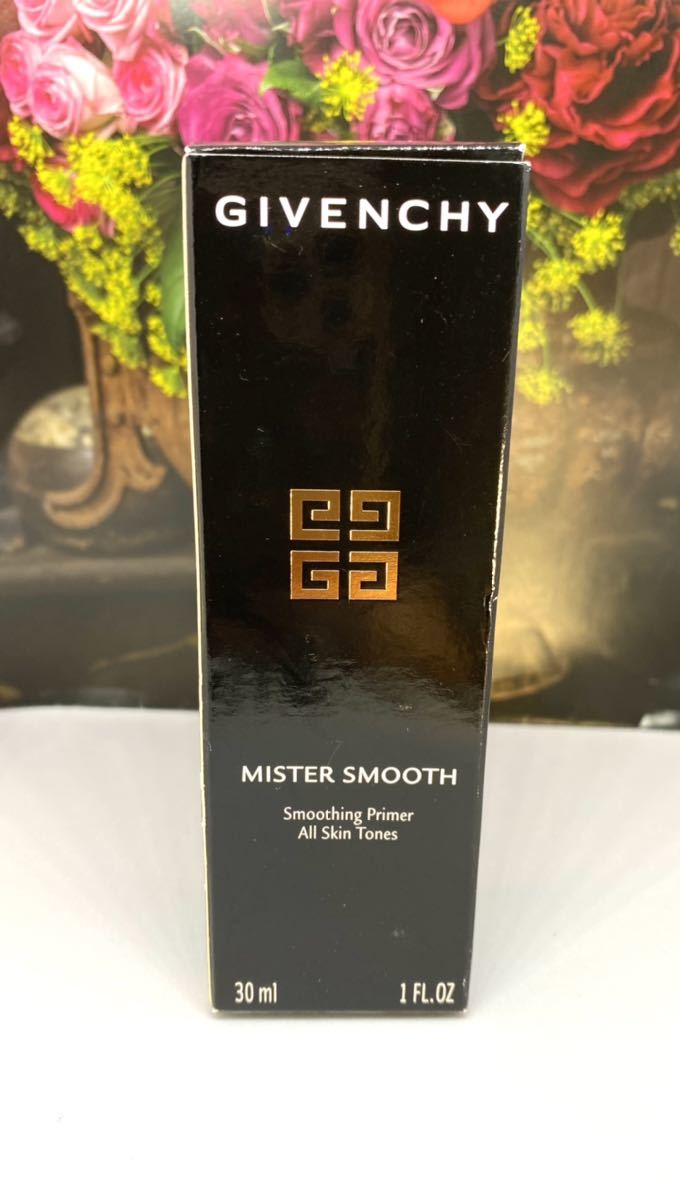 GIVENCHY
MISTER SMOOTH
Smoothing Primer
All Skin Tones
30 ml 1 FL.OZ